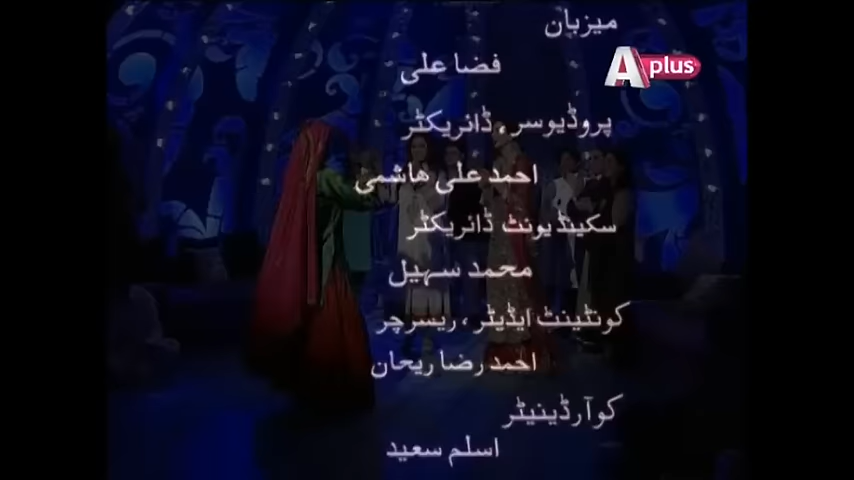 میزبان
A plus
فضا علی
پروڈیوسر، ڈائریکٹر
احمد علی ھاشمی
سکینڈ یونٹ ڈائریکٹر
محمد سہیل
کونٹینٹ ایڈیٹر، ریسرچر
احمد رضا ریحان
کوآرڈینیٹر
اسلم سعید